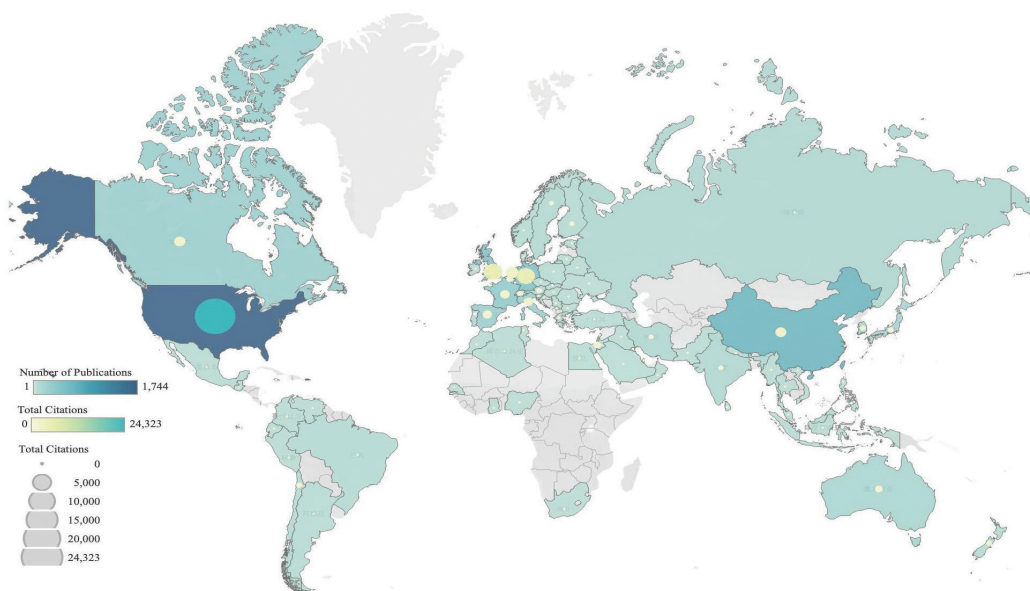 Number of Publications
1 1,744
Total Citations
0 24,323
Total Citations
0
5,000
10,000
15,000
20,000
24,323